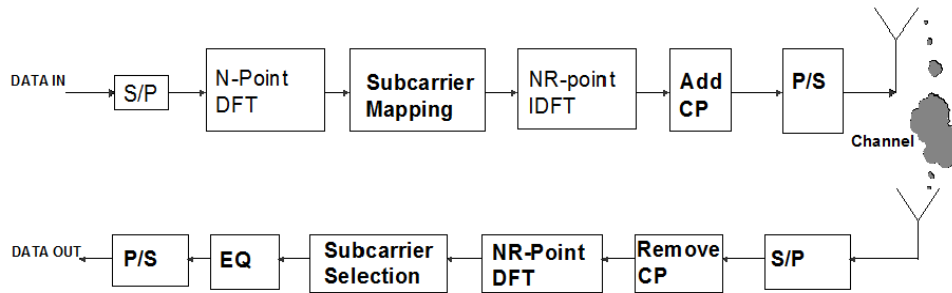 DATA IN
S/P
N-Point
DFT
Subcarrier
Mapping
NR-point
IDFT
Add
CP
P/S
Channel
DATA OUT
P/S
EQ
Subcarrier
Selection
NR-Point
DFT
Remove
CP
S/P